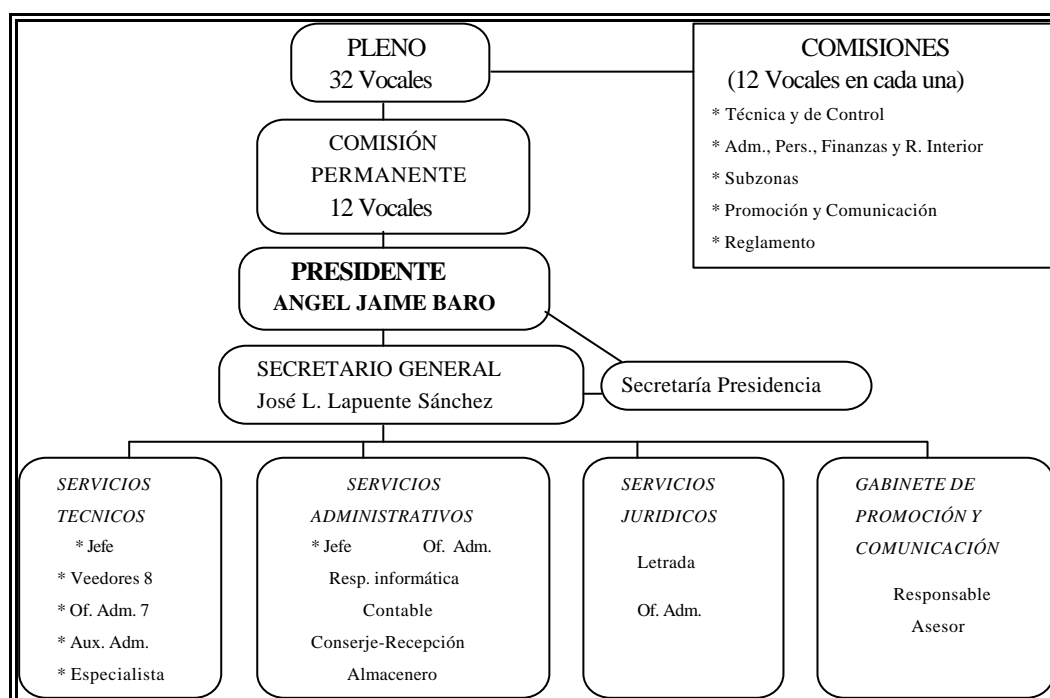 PLENO
32 Vocales
COMISIONES
(12 Vocales en cada una)
* Técnica y de Control
* Adm., Pers., Finanzas y R. Interior
* Subzonas
* Promoción y Comunicación
* Reglamento
COMISIÓN
PERMANENTE
12 Vocales
PRESIDENTE
ANGEL JAIME BARO
SECRETARIO GENERAL
José L. Lapuente Sánchez
Secretaría Presidencia
SERVICIOS
TECNICOS
* Jefe
* Veedores 8
* Of. Adm. 7
* Aux. Adm.
* Especialista
SERVICIOS
ADMINISTRATIVOS
* Jefe Of. Adm.
Resp. informática
Contable
Conserje-Recepción
Almacenero
SERVICIOS
JURIDICOS
Letrada
Of. Adm.
GABINETE DE
PROMOCIÓN Y
COMUNICACIÓN
Responsable
Asesor